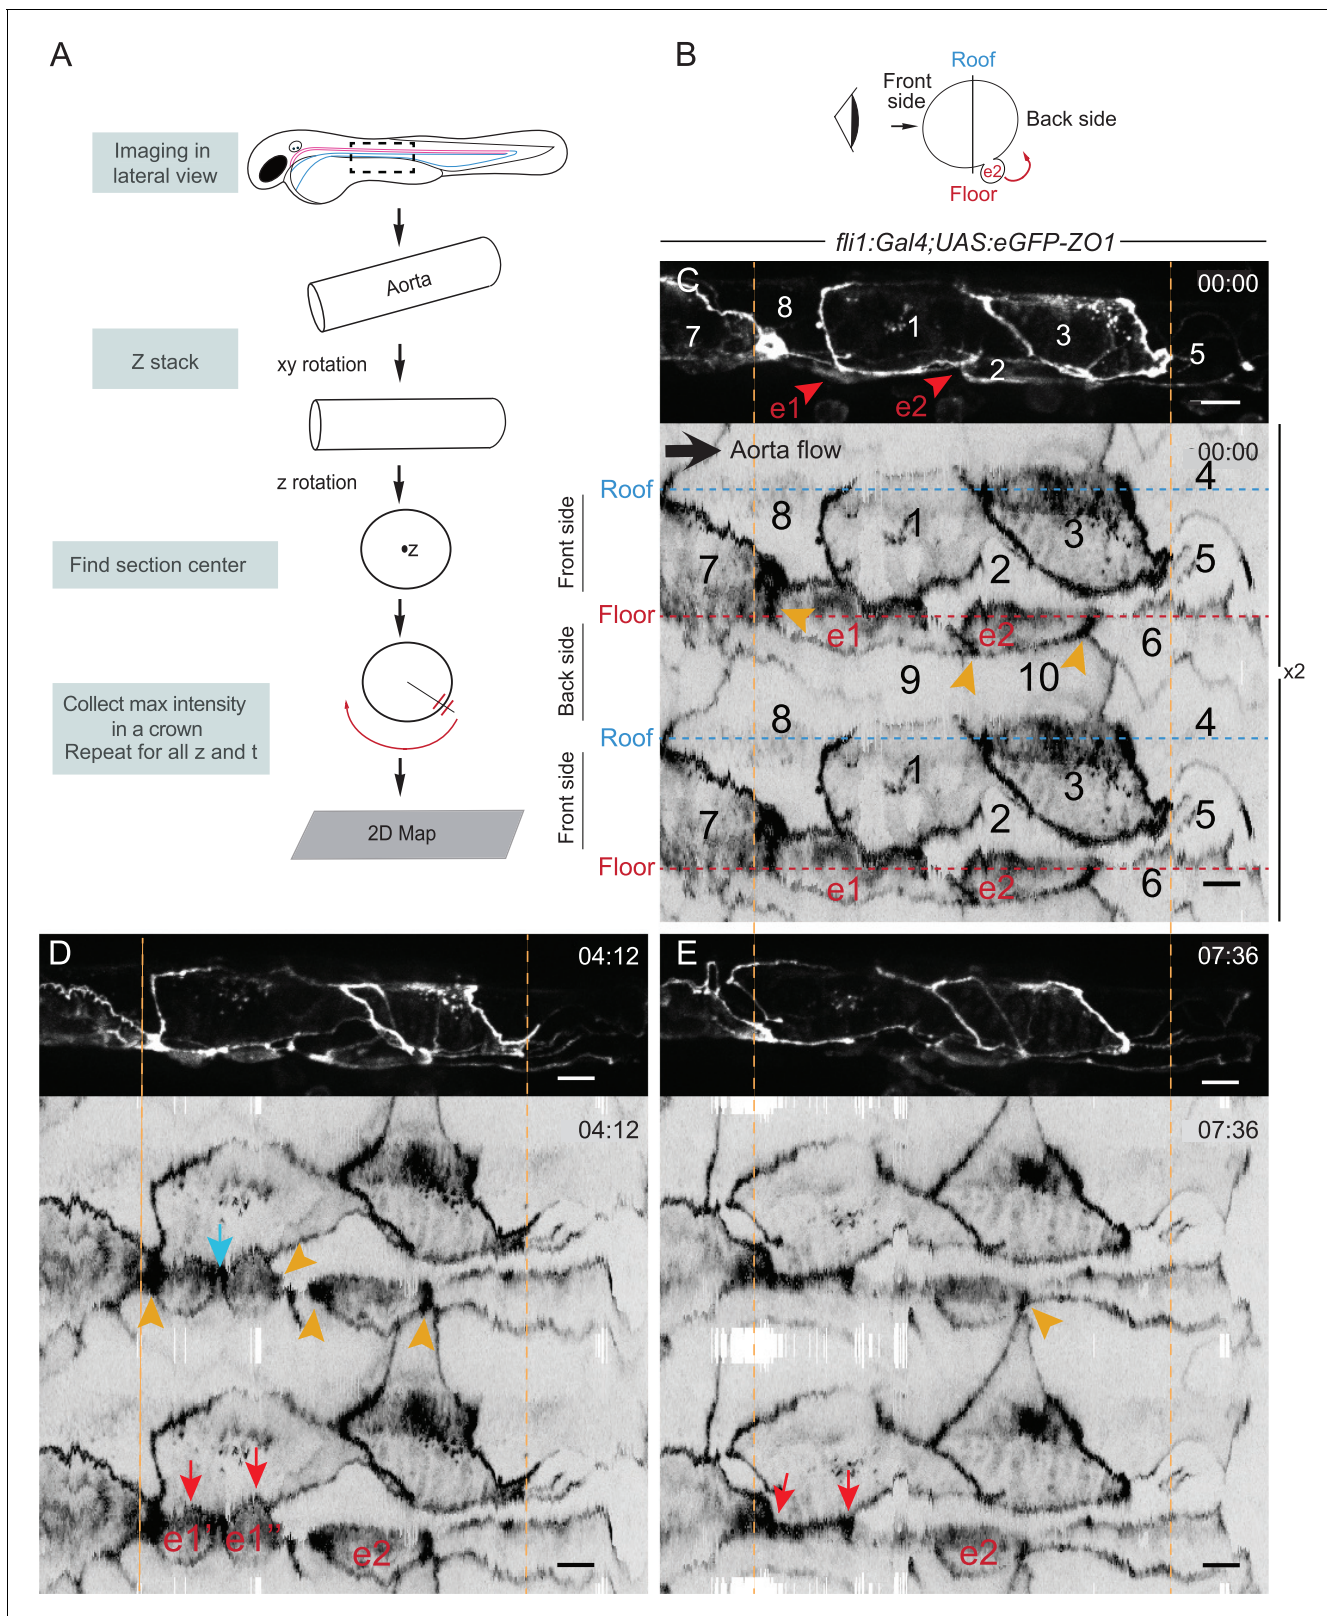 A
Imaging in
lateral view
Aorta
Z stack
xy rotation
z rotation
z
Find section center
Collect max intensity
in a crown
Repeat for all z and t
2D Map
B
Roof
Front
side
Back side
e2
Floor
fli1:Gal4;UAS:eGFP-ZO1
C
00:00
8
7
1
3
2
5
e1
e2
Aorta flow
00:00
4
Roof
Front side
8
1
3
7
2
5
Floor
e1
e2
6
Back side
9
10
x2
8
4
Roof
Front side
1
3
7
2
5
Floor
e1
e2
6
D
04:12
04:12
e1'
e1''
e2
E
07:36
07:36
e2